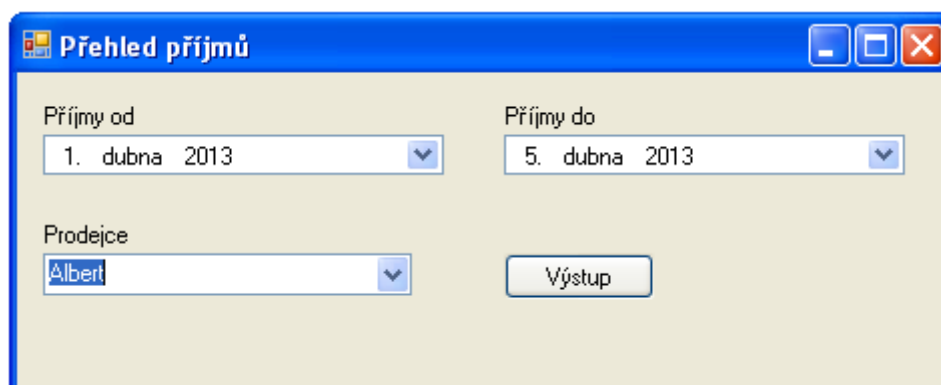 Přehled příjmů
Příjmy od
Příjmy do
1. dubna 2013
5. dubna 2013
Prodejce
Albert
Výstup